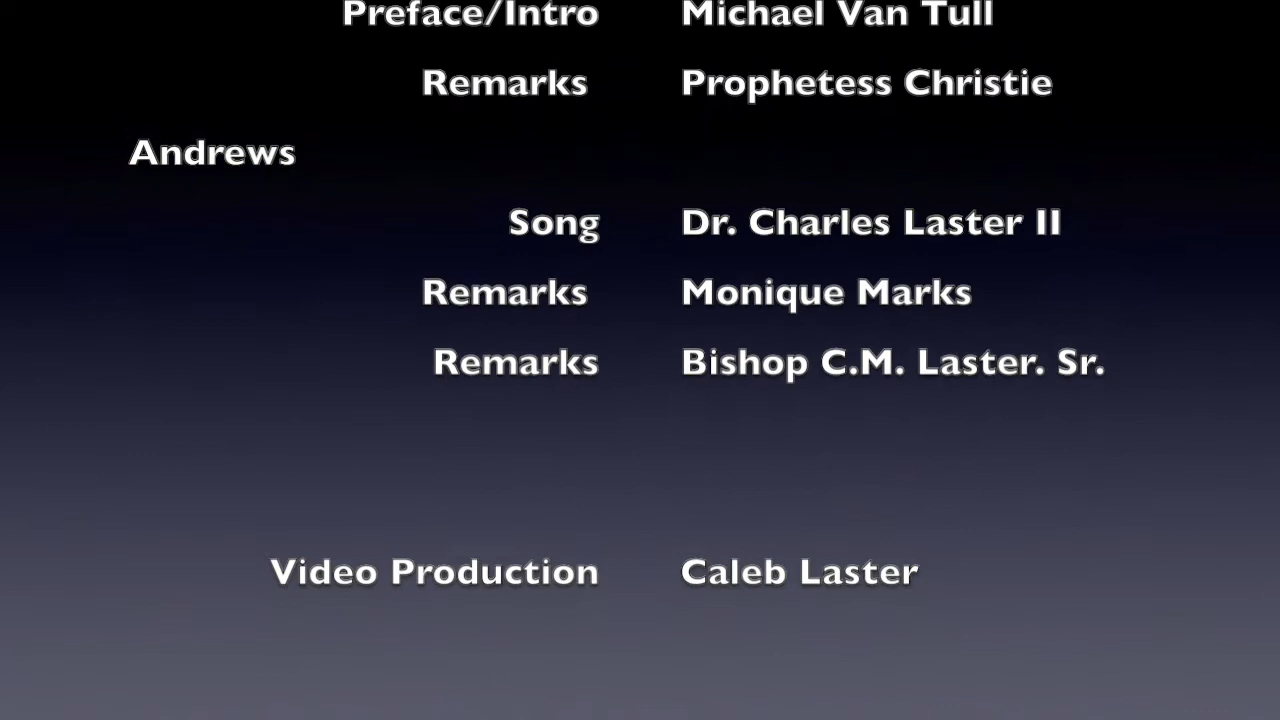 Preface/Intro Michael Van Tull
Remarks Prophetess Christie
Andrews
Song Dr. Charles Laster II
Remarks Monique Marks
Remarks Bishop C.M. Laster. Sr.
Video Production Caleb Laster